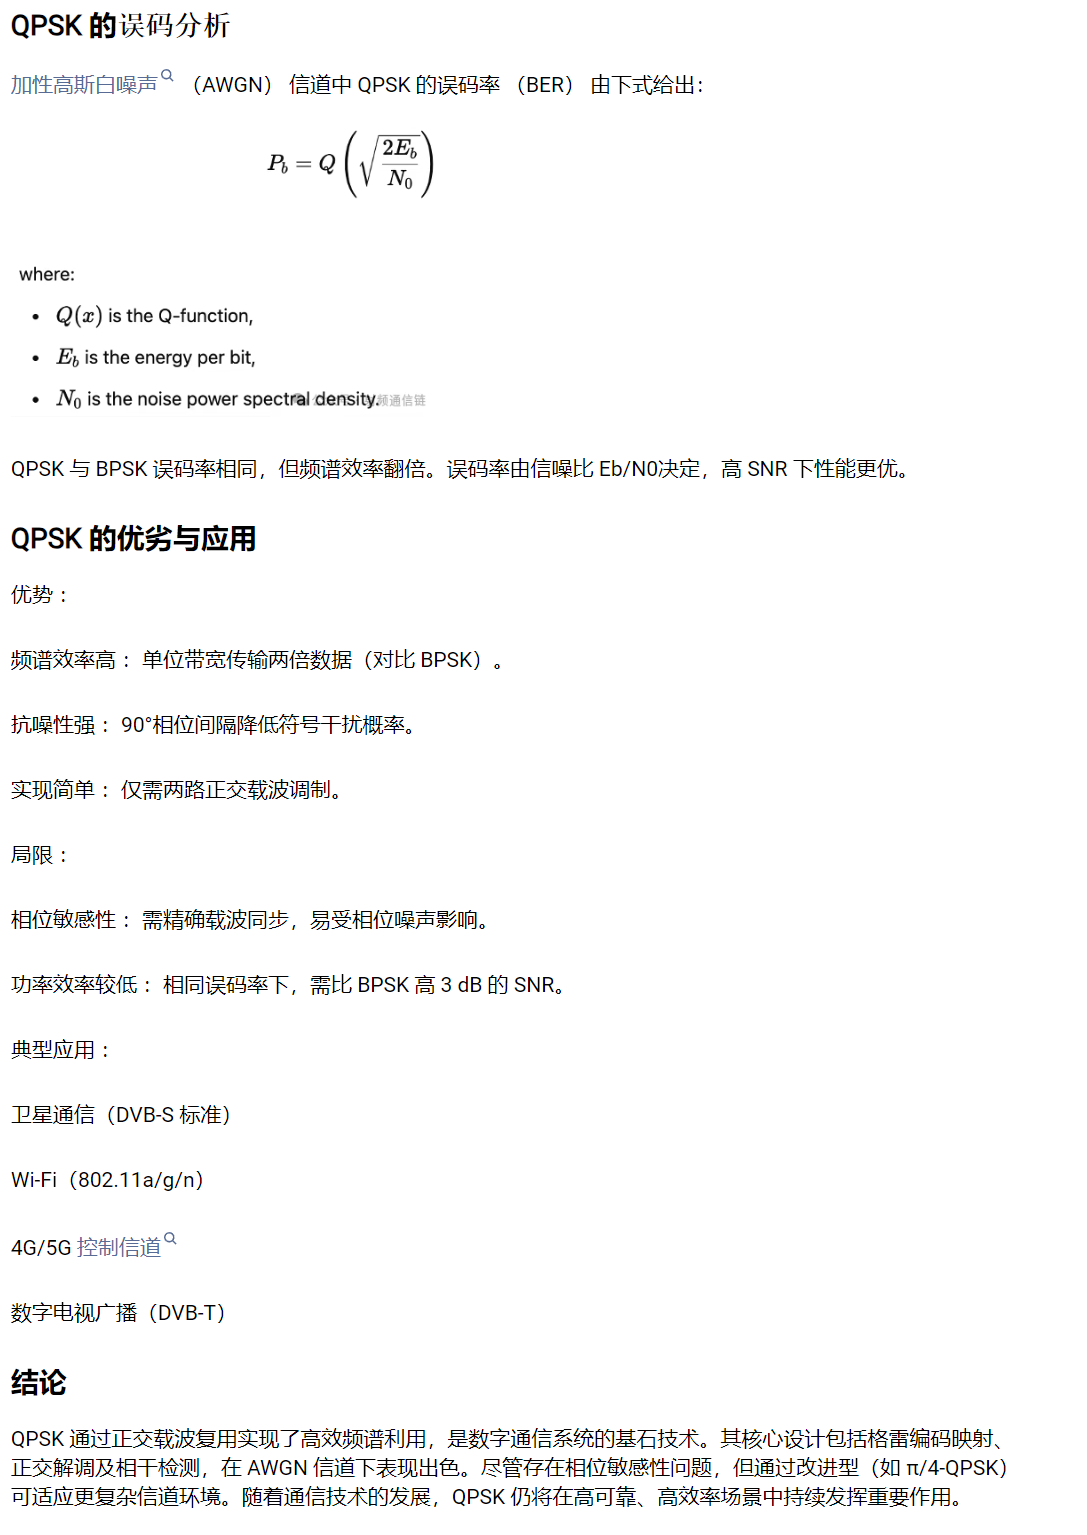 QPSK 的误码分析
加性高斯白噪声 （AWGN） 信道中 QPSK 的误码率 （BER） 由下式给出：
P_b = Q(√(2E_b/N_0))
where:
• Q(x) is the Q-function,
• E_b is the energy per bit,
• N_0 is the noise power spectral density.
频通信链
QPSK 与 BPSK 误码率相同，但频谱效率翻倍。误码率由信噪比 Eb/N0决定，高 SNR 下性能更优。
QPSK 的优劣与应用
优势 ：
频谱效率高 ：单位带宽传输两倍数据（对比 BPSK）。
抗噪性强 ：90°相位间隔降低符号干扰概率。
实现简单 ：仅需两路正交载波调制。
局限 ：
相位敏感性 ：需精确载波同步，易受相位噪声影响。
功率效率较低 ：相同误码率下，需比 BPSK 高 3 dB 的 SNR。
典型应用 ：
卫星通信（DVB-S 标准）
Wi-Fi（802.11a/g/n）
4G/5G 控制信道
数字电视广播（DVB-T）
结论
QPSK 通过正交载波复用实现了高效频谱利用，是数字通信系统的基石技术。其核心设计包括格雷编码映射、
正交解调及相干检测，在 AWGN 信道下表现出色。尽管存在相位敏感性问题，但通过改进型（如 π/4-QPSK）
可适应更复杂信道环境。随着通信技术的发展，QPSK 仍将在高可靠、高效率场景中持续发挥重要作用。